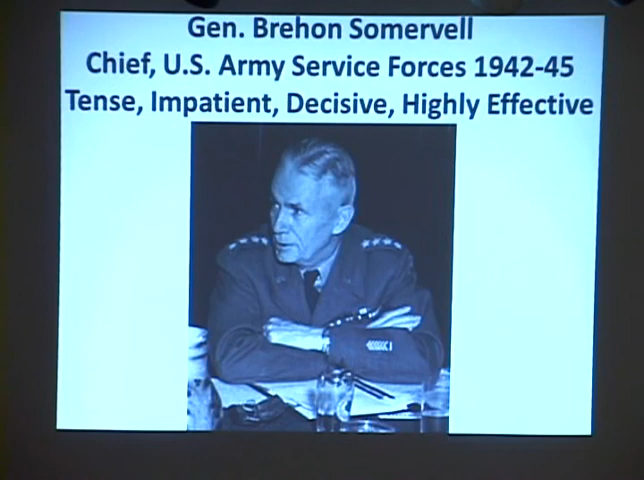 Gen. Brehon Somervell
Chief, U.S. Army Service Forces 1942-45
Tense, Impatient, Decisive, Highly Effective